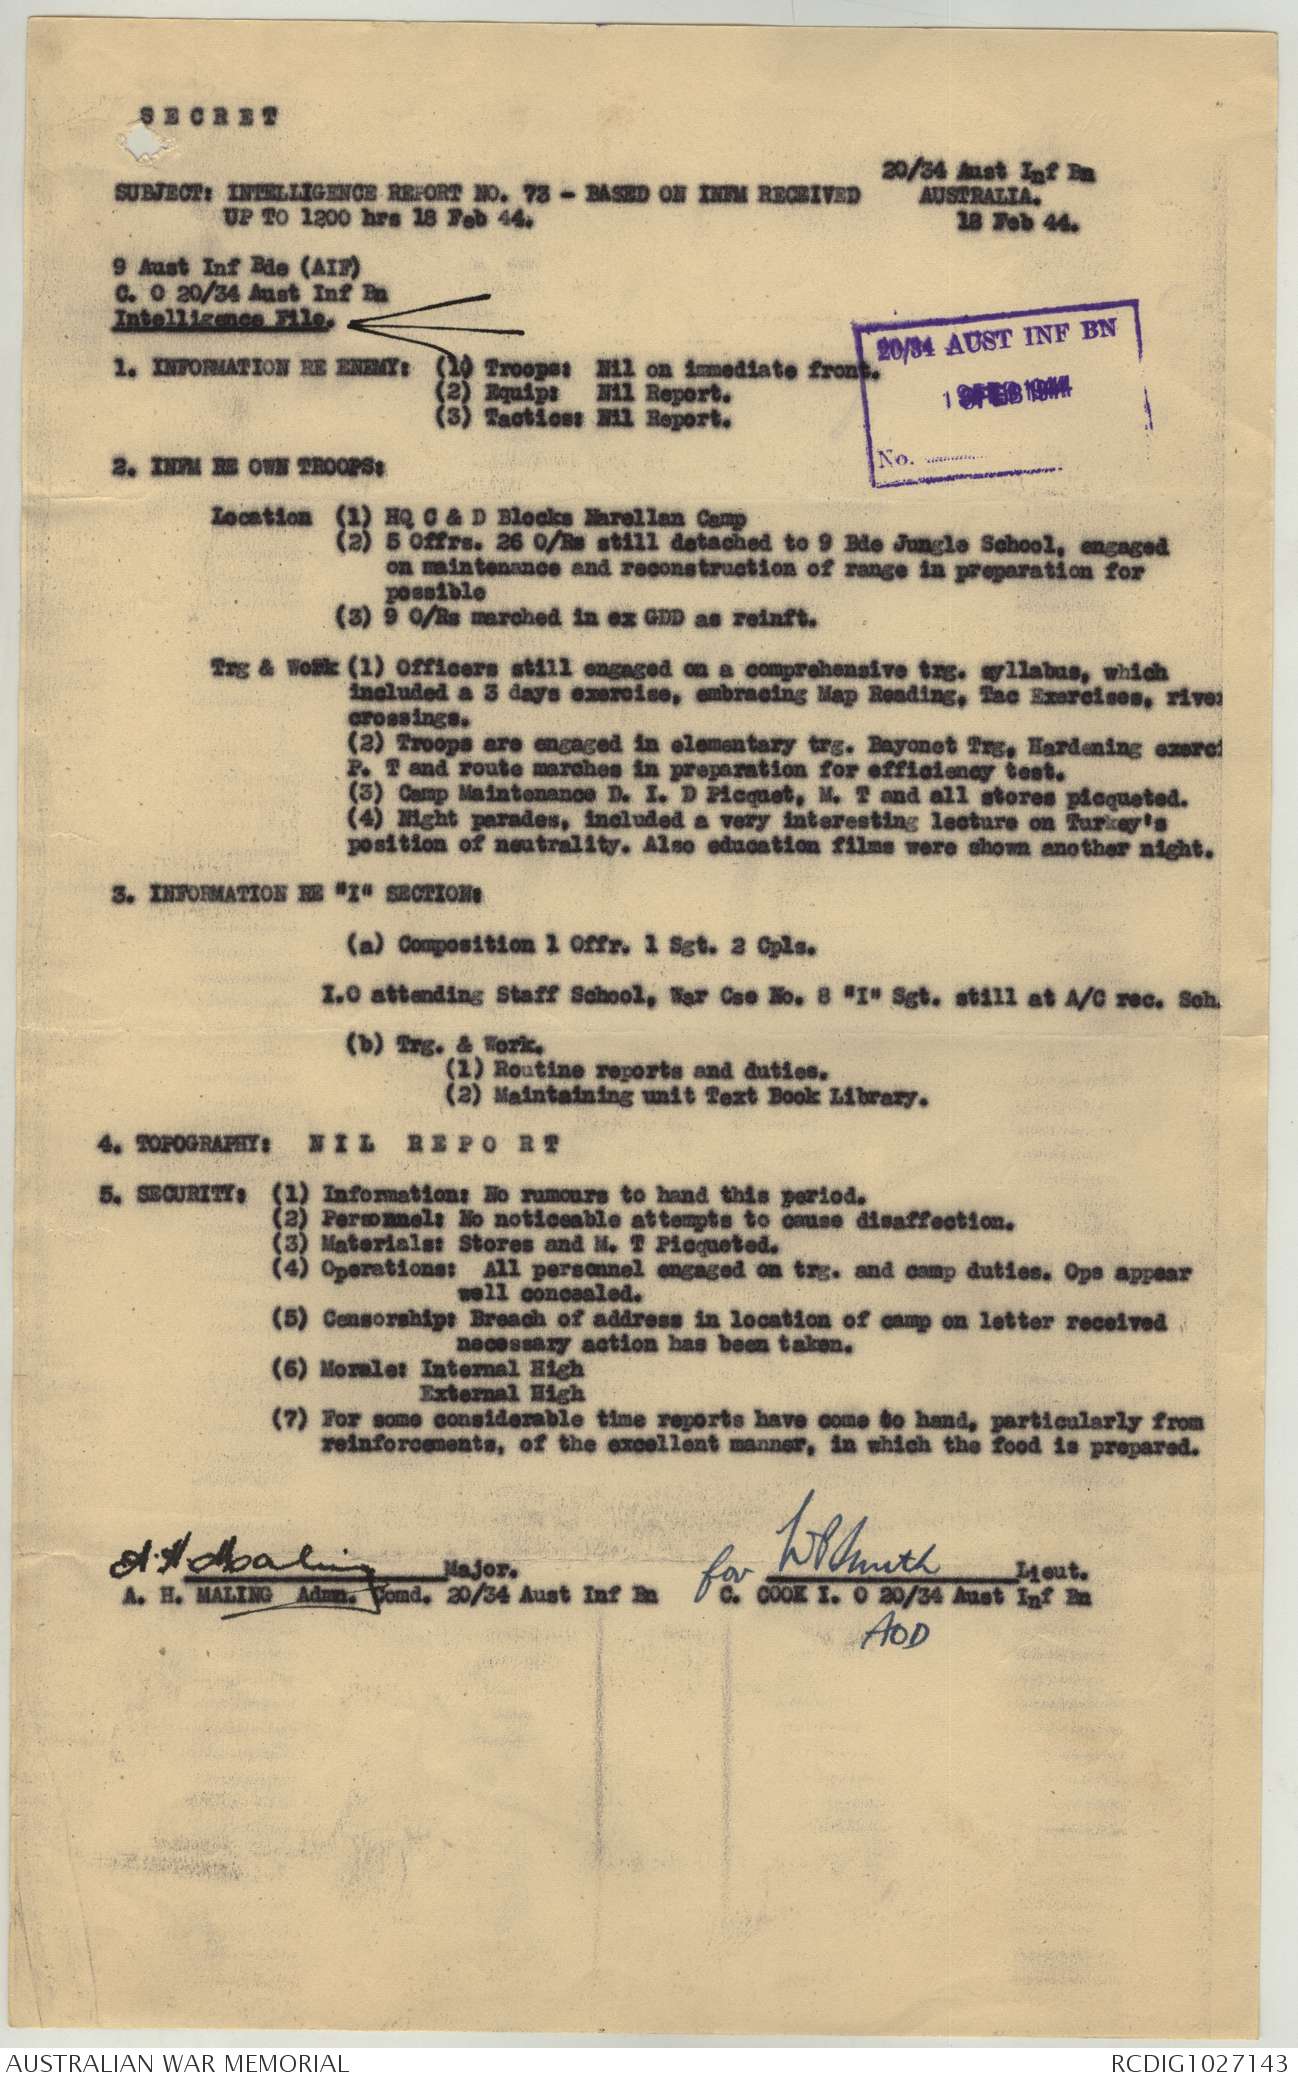 S E C R E T
20/34 Aust Inf Bn
SUBJECT: INTELLIGENCE REPORT NO. 73 - BASED ON INFM RECEIVED AUSTRALIA.
UP TO 1200 hrs 18 Feb 44. 18 Feb 44.
9 Aust Inf Bde (AIF)
C. O 20/34 Aust Inf Bn
Intelligence File.
20/34 AUST INF BN
No.
1. INFORMATION RE ENEMY: (1) Troops: Nil on immediate front.
(2) Equip: Nil Report.
(3) Tactics: Nil Report.
2. INFM RE OWN TROOPS:
Location (1) HQ C & D Blocks Narellan Camp
(2) 5 Offrs. 26 O/Rs still detached to 9 Bde Jungle School, engaged
on maintenance and reconstruction of range in preparation for
possible
(3) 9 O/Rs marched in ex GDD as reinft.
Trg & Work (1) Officers still engaged on a comprehensive trg. syllabus, which
included a 3 days exercise, embracing Map Reading, Tac Exercises, river
crossings.
(2) Troops are engaged in elementary trg. Bayonet Trg, Hardening exerci
P. T and route marches in preparation for efficiency test.
(3) Camp Maintenance D. I. D Picquet, M. T and all stores picqueted.
(4) Night parades, included a very interesting lecture on Turkey's
position of neutrality. Also education films were shown another night.
3. INFORMATION RE "I" SECTION:
(a) Composition 1 Offr. 1 Sgt. 2 Cpls.
I.O attending Staff School, War Cse No. 8 "I" Sgt. still at A/C rec. Sch.
(b) Trg. & Work.
(1) Routine reports and duties.
(2) Maintaining unit Text Book Library.
4. TOPOGRAPHY: N I L R E P O R T
5. SECURITY: (1) Information: No rumours to hand this period.
(2) Personnel: No noticeable attempts to cause disaffection.
(3) Materials: Stores and M. T Picqueted.
(4) Operations: All personnel engaged on trg. and camp duties. Ops appear
well concealed.
(5) Censorship: Breach of address in location of camp on letter received
necessary action has been taken.
(6) Morale: Internal High
External High
(7) For some considerable time reports have come to hand, particularly from
reinforcements, of the excellent manner, in which the food is prepared.
A. H. Maling Major. for WP Smith Lieut.
A. H. MALING Admn. Comd. 20/34 Aust Inf Bn C. COOK I. O 20/34 Aust Inf Bn
AOD
AUSTRALIAN WAR MEMORIAL RCDIG1027143